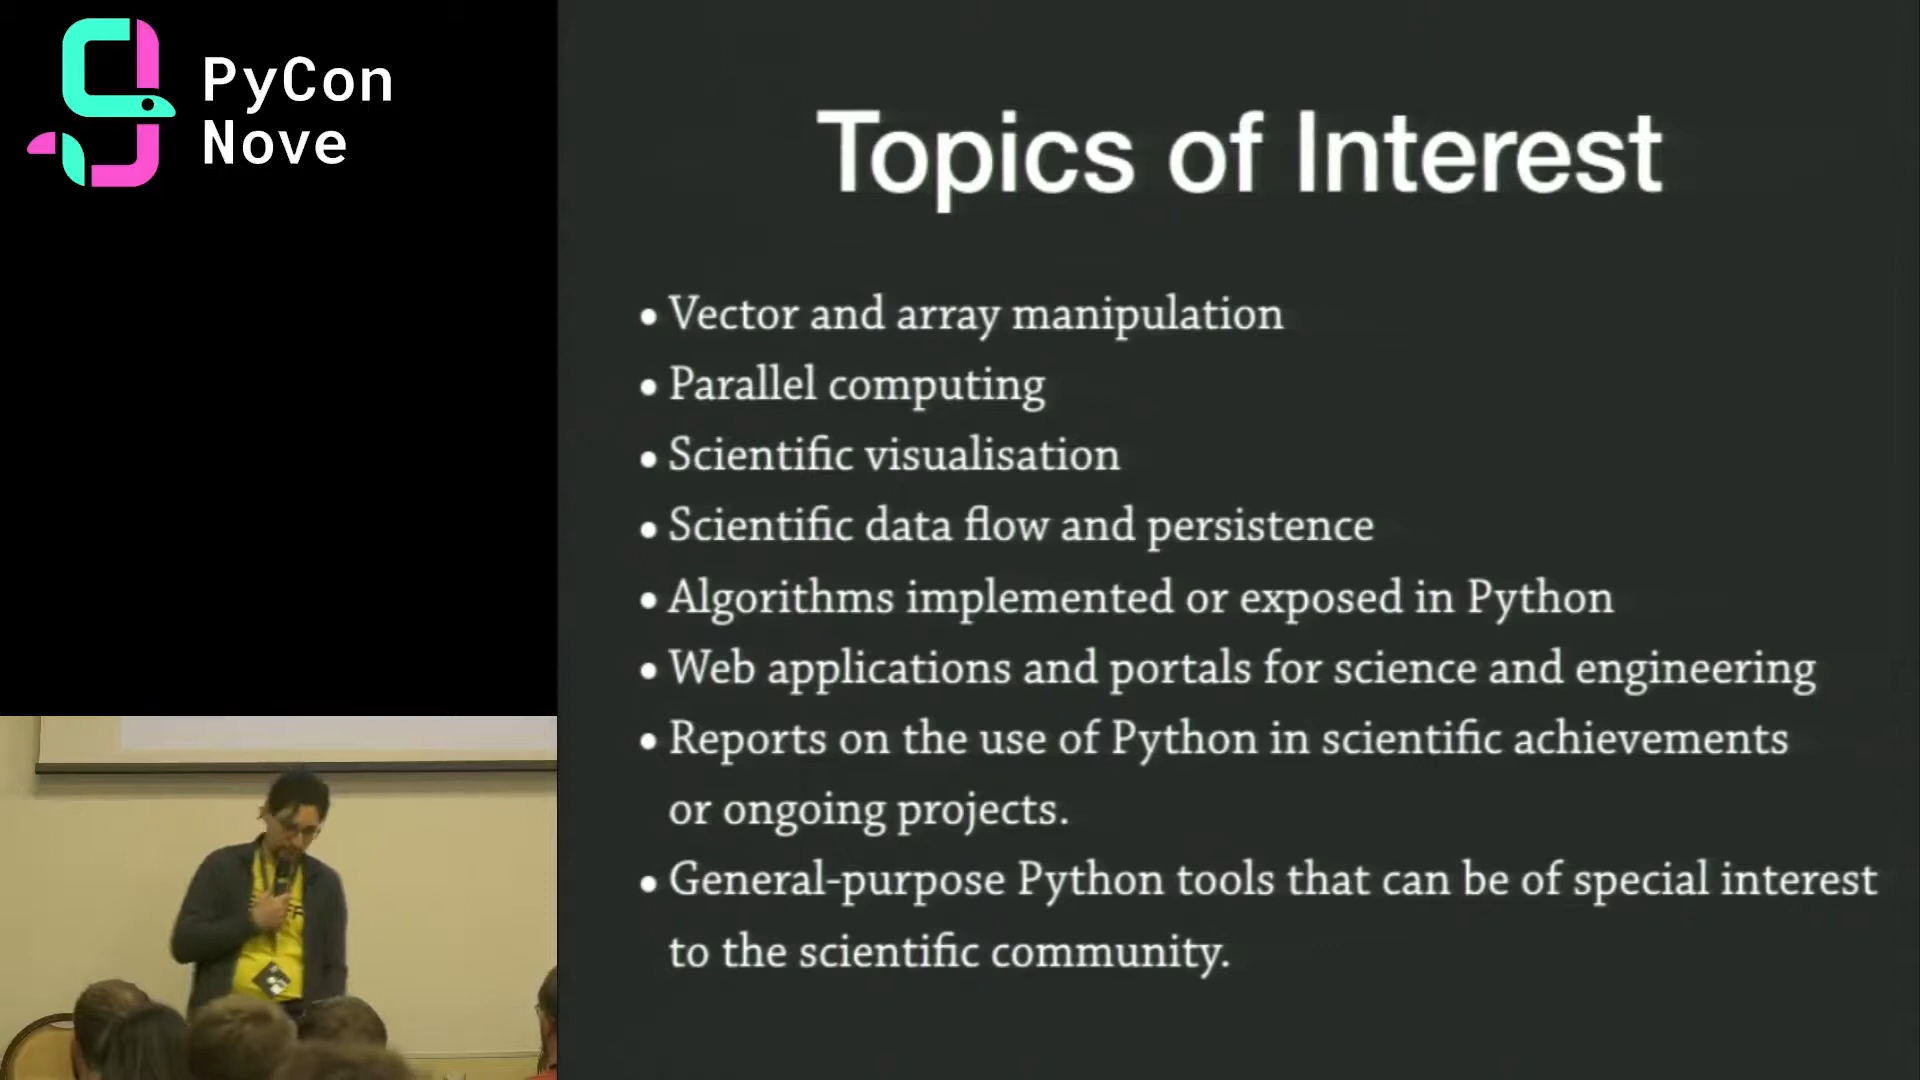 PyCon
Nove
Topics of Interest
• Vector and array manipulation
• Parallel computing
• Scientific visualisation
• Scientific data flow and persistence
• Algorithms implemented or exposed in Python
• Web applications and portals for science and engineering
• Reports on the use of Python in scientific achievements
or ongoing projects.
• General-purpose Python tools that can be of special interest
to the scientific community.